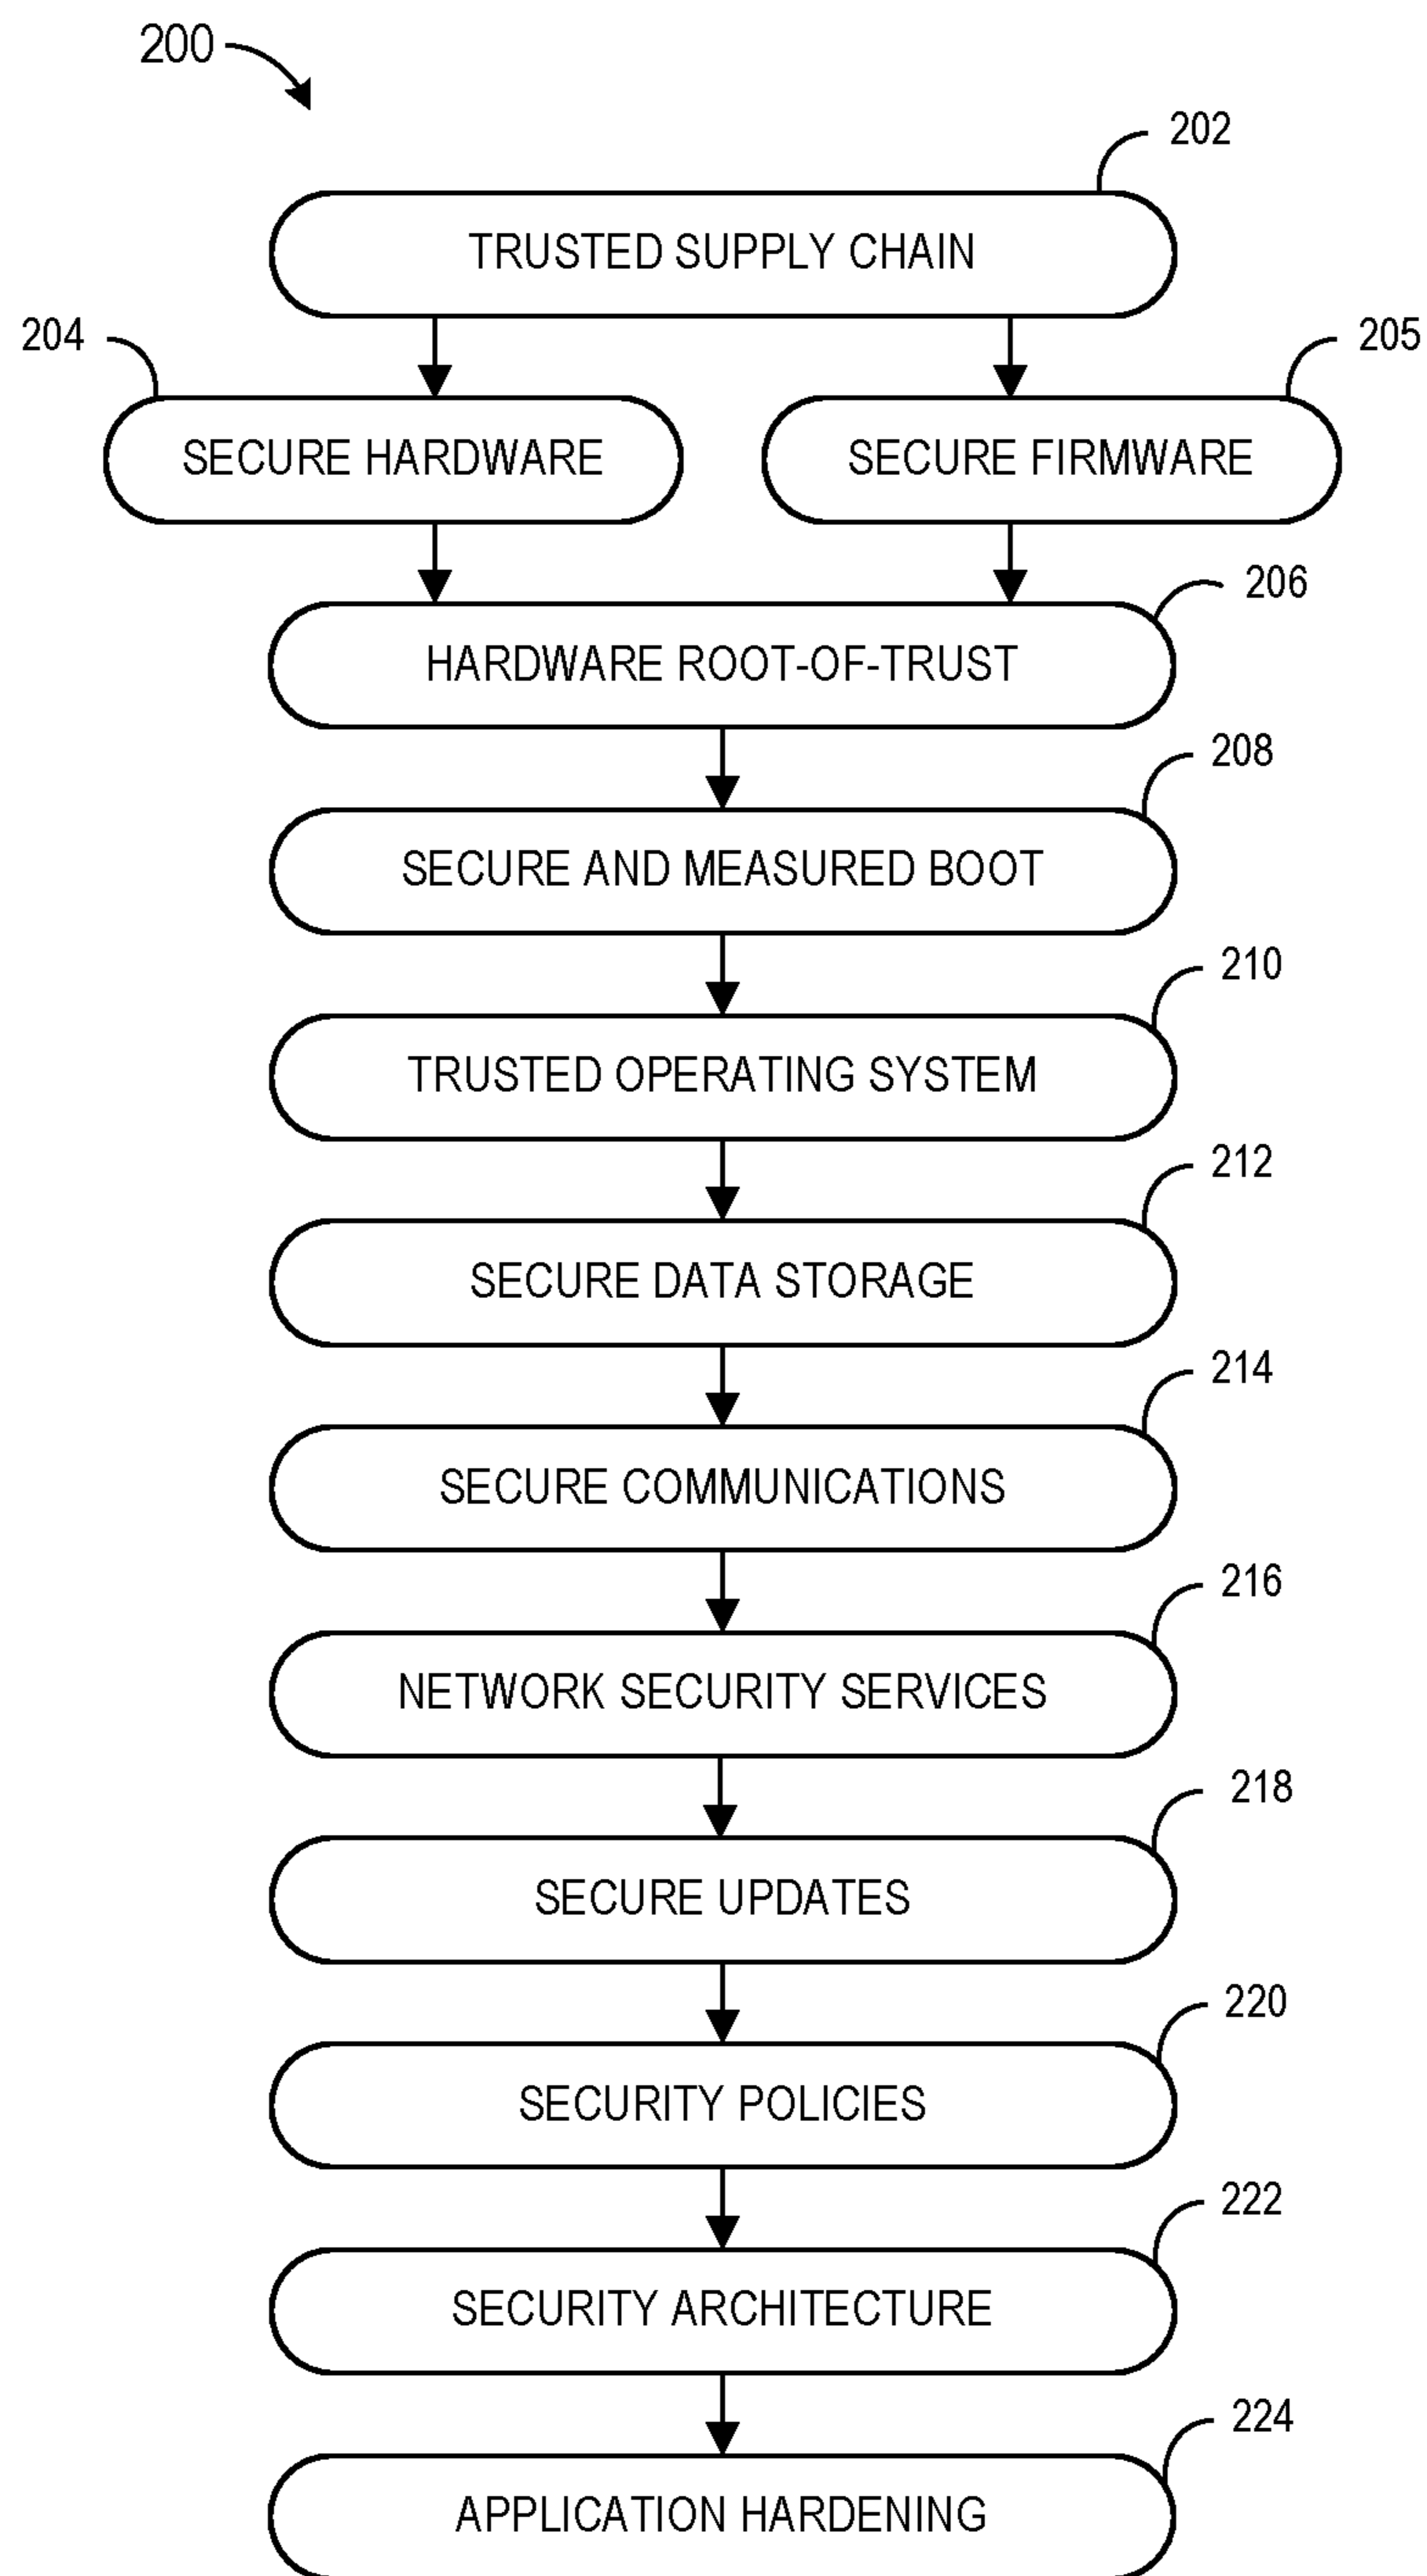 200
202
TRUSTED SUPPLY CHAIN
204
205
SECURE HARDWARE
SECURE FIRMWARE
206
HARDWARE ROOT-OF-TRUST
208
SECURE AND MEASURED BOOT
210
TRUSTED OPERATING SYSTEM
212
SECURE DATA STORAGE
214
SECURE COMMUNICATIONS
216
NETWORK SECURITY SERVICES
218
SECURE UPDATES
220
SECURITY POLICIES
222
SECURITY ARCHITECTURE
224
APPLICATION HARDENING